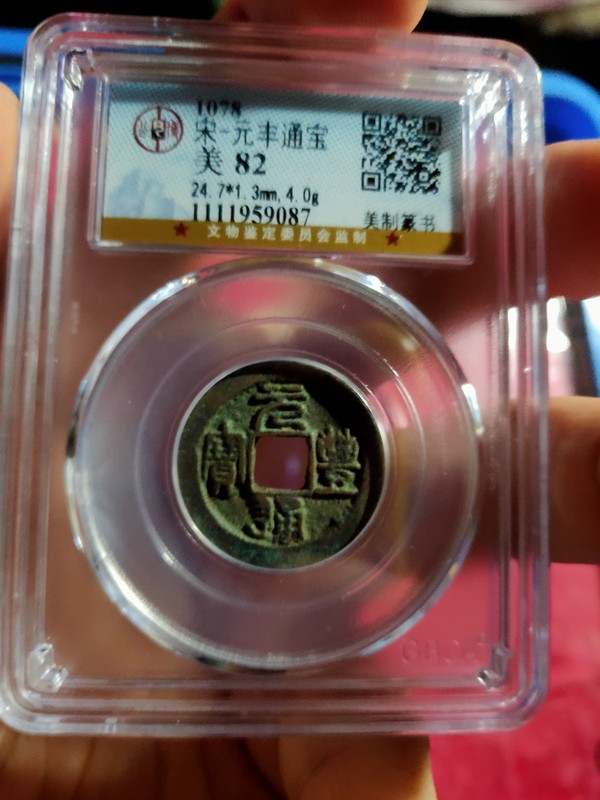 1078
宋-元丰通宝
美 82
24.7*1.3mm,4.0g
1111959087
美制篆书
文物鉴定委员会监制
元豐通寳